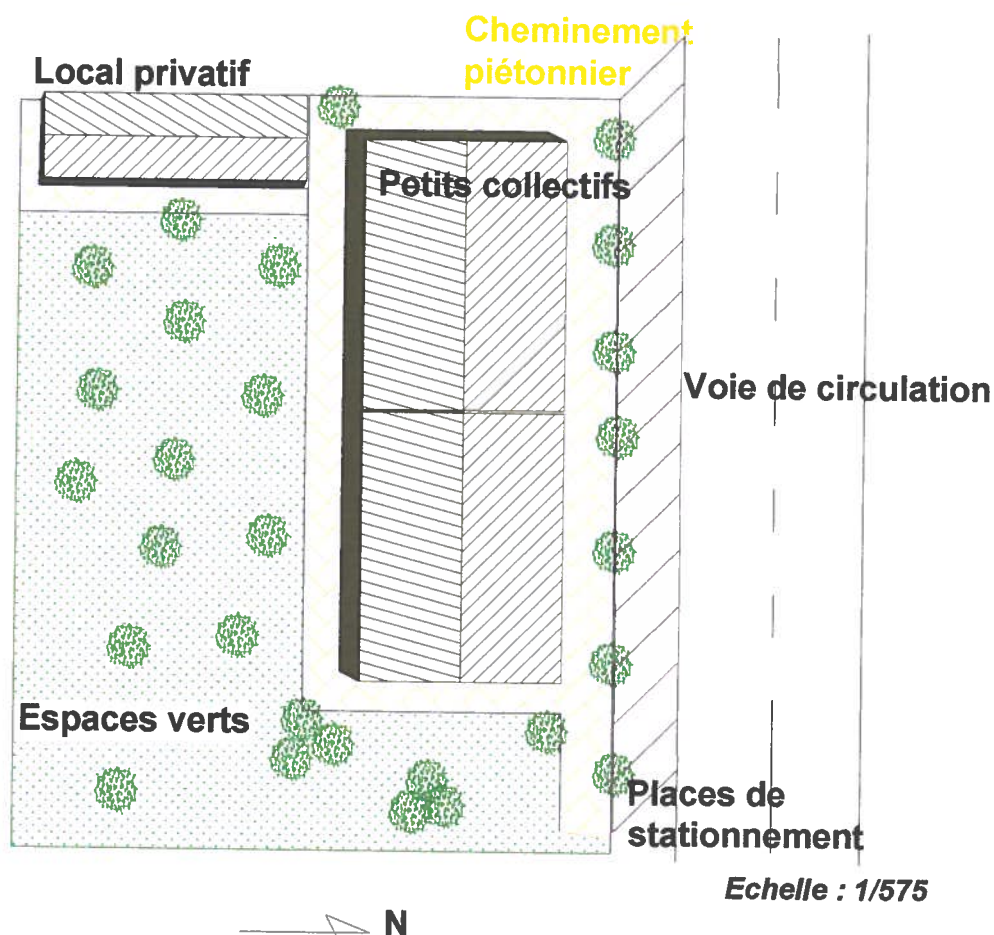 Cheminement
piétonnier
Local privatif
Petits collectifs
Voie de circulation
Espaces verts
Places de
stationnement
Echelle : 1/575
N